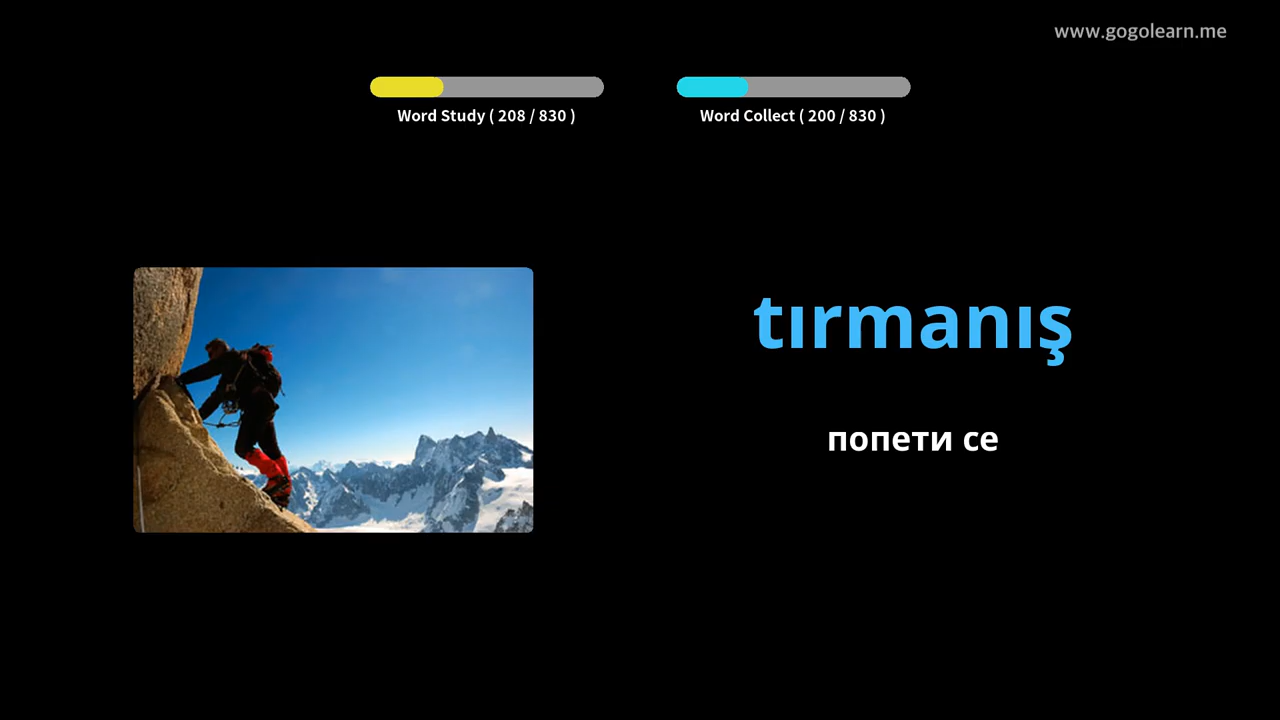 www.gogolearn.me
Word Study ( 208 / 830 )
Word Collect ( 200 / 830 )
tırmanış
попети се